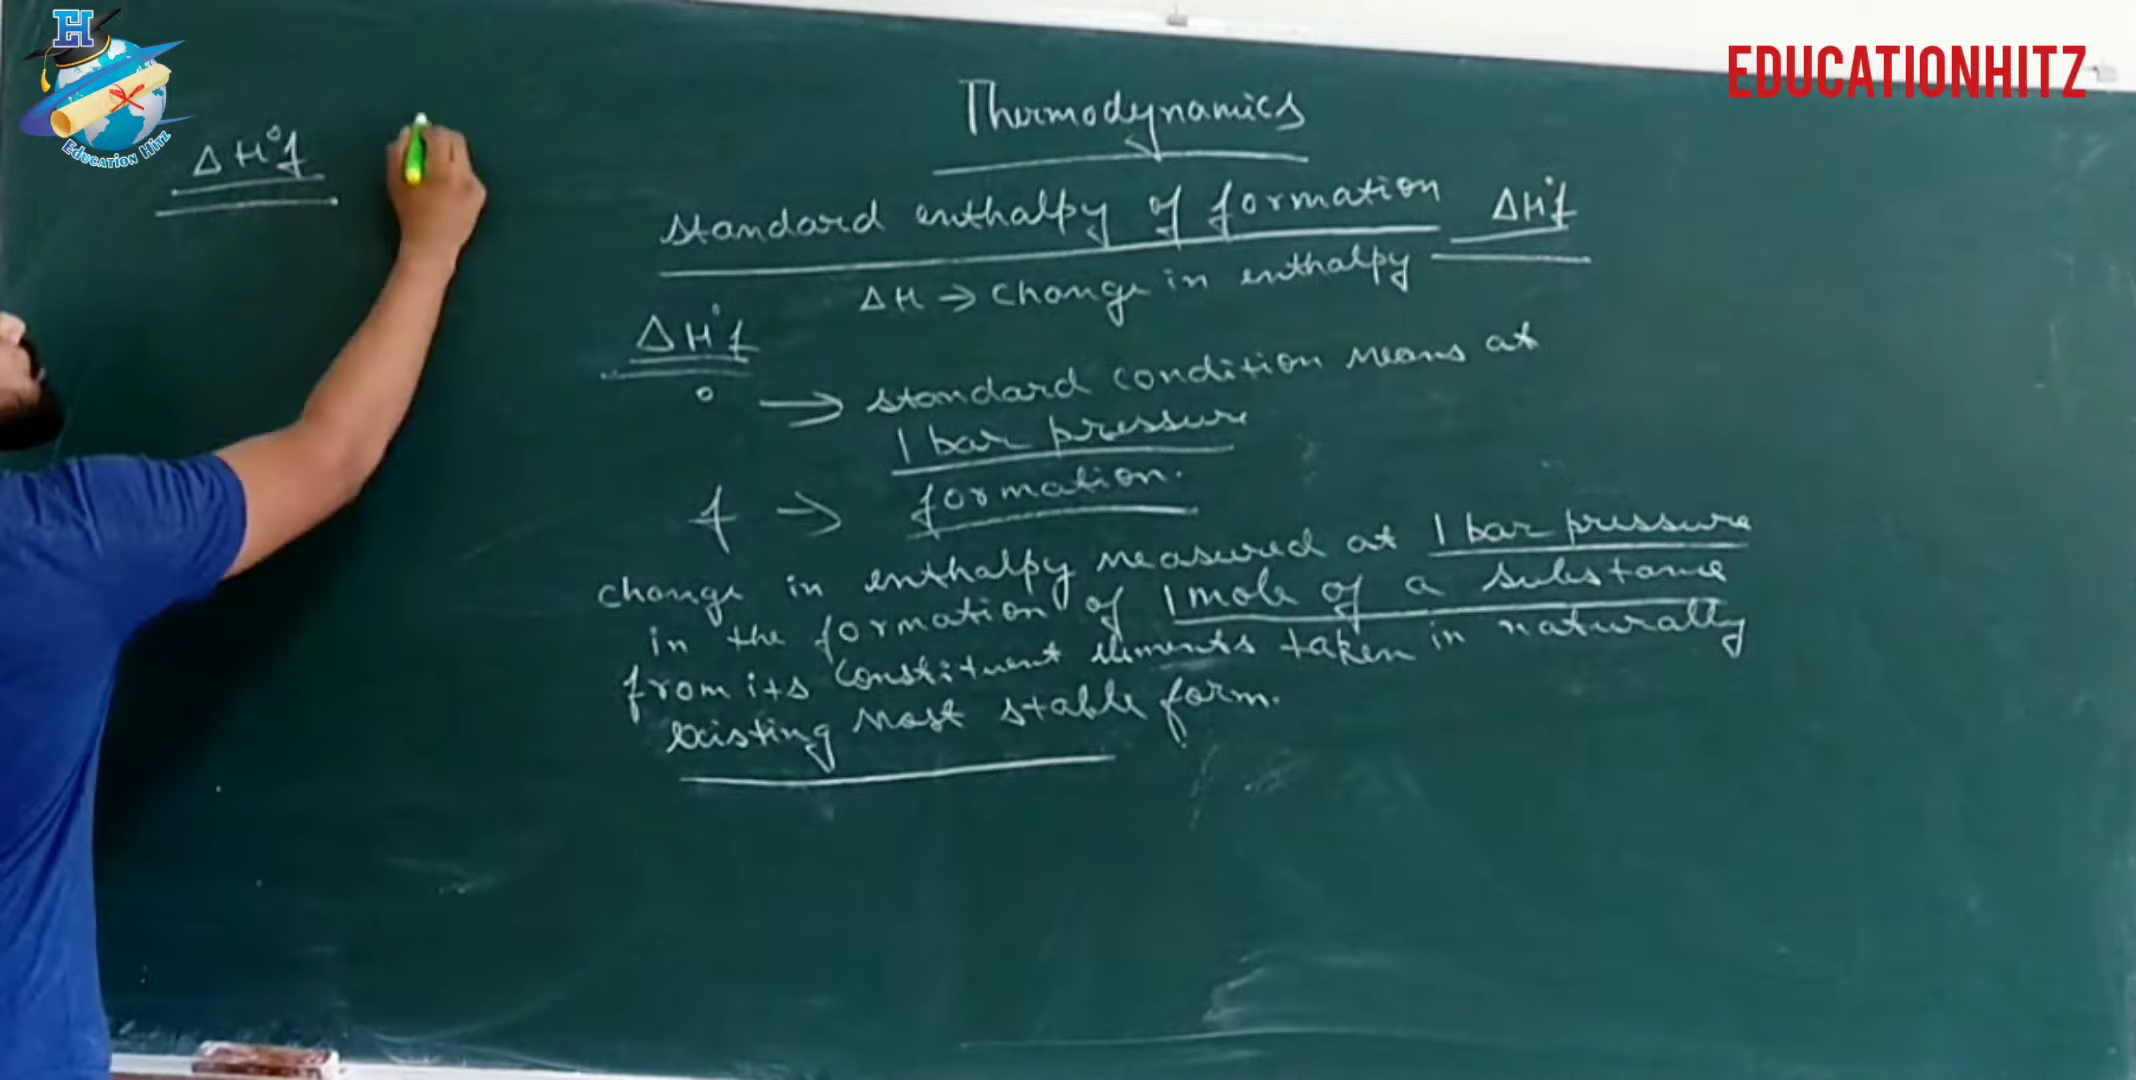 EDUCATIONHITZ
H
EDUCATION HITZ
ΔH°f
Thermodynamics
Standard enthalpy of formation ΔH°f
ΔH → change in enthalpy
ΔH°f
° → standard condition means at
1 bar pressure
f → formation.
change in enthalpy measured at 1 bar pressure
in the formation of 1 mole of a substance
from its constituent elements taken in naturally
existing most stable form.